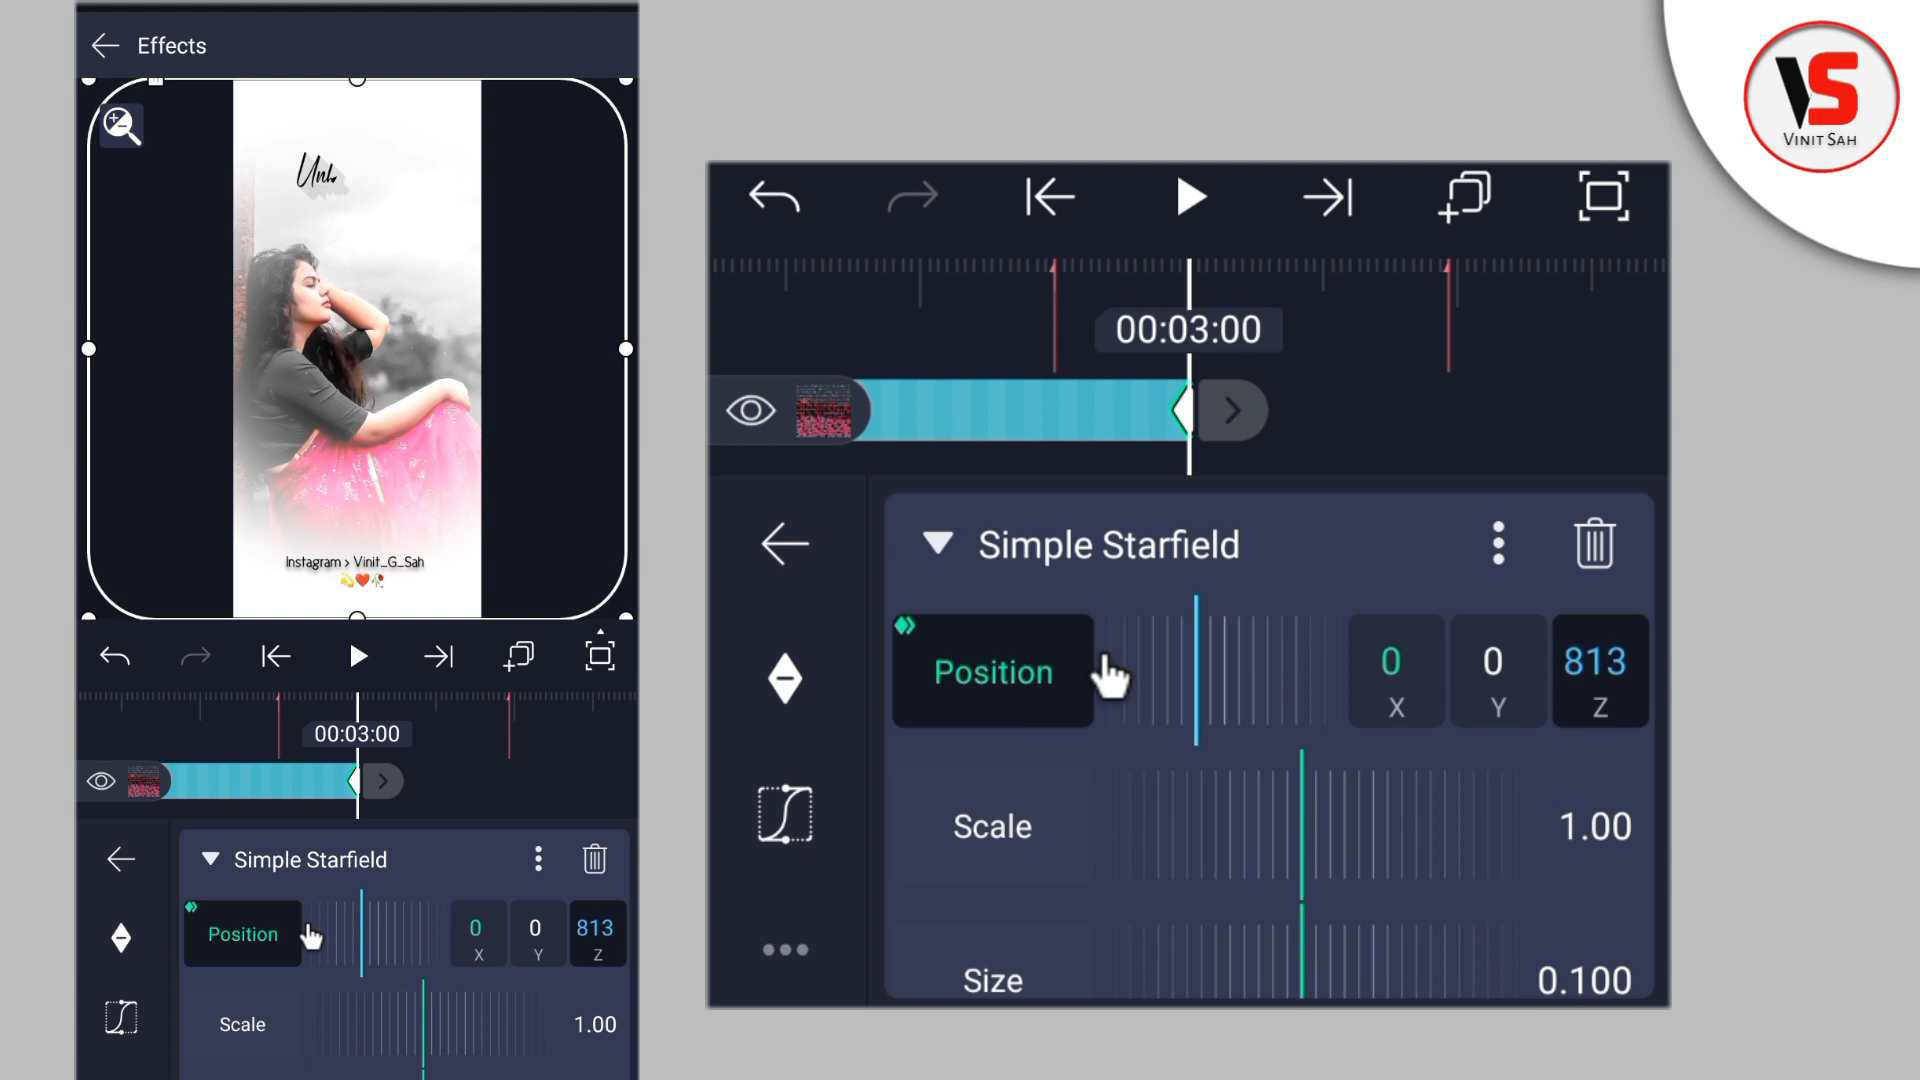 Effects
Instagram > Vinit_G_Sah
00:03:00
Simple Starfield
Position
0
0
813
X
Y
Z
Scale
1.00
00:03:00
Simple Starfield
Position
0
0
813
X
Y
Z
Scale
1.00
Size
0.100
VS
VINIT SAH